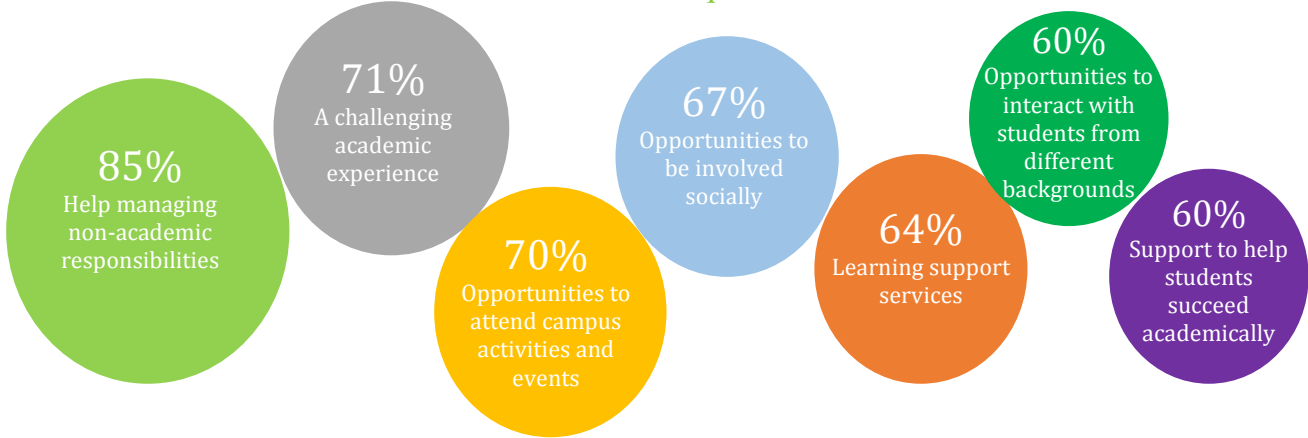 85%
Help managing
non-academic
responsibilities
71%
A challenging
academic
experience
70%
Opportunities to
attend campus
activities and
events
67%
Opportunities to
be involved
socially
64%
Learning support
services
60%
Opportunities to
interact with
students from
different
backgrounds
60%
Support to help
students
succeed
academically